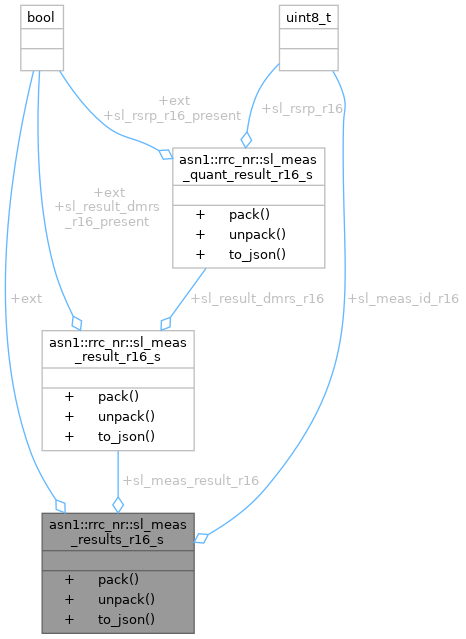 bool
uint8_t
+ext
+sl_rsrp_r16_present
+sl_rsrp_r16
asn1::rrc_nr::sl_meas
_quant_result_r16_s
+ pack()
+ unpack()
+ to_json()
+ext
+sl_result_dmrs
_r16_present
+ext
+sl_result_dmrs_r16
+sl_meas_id_r16
asn1::rrc_nr::sl_meas
_result_r16_s
+ pack()
+ unpack()
+ to_json()
+sl_meas_result_r16
asn1::rrc_nr::sl_meas
_results_r16_s
+ pack()
+ unpack()
+ to_json()